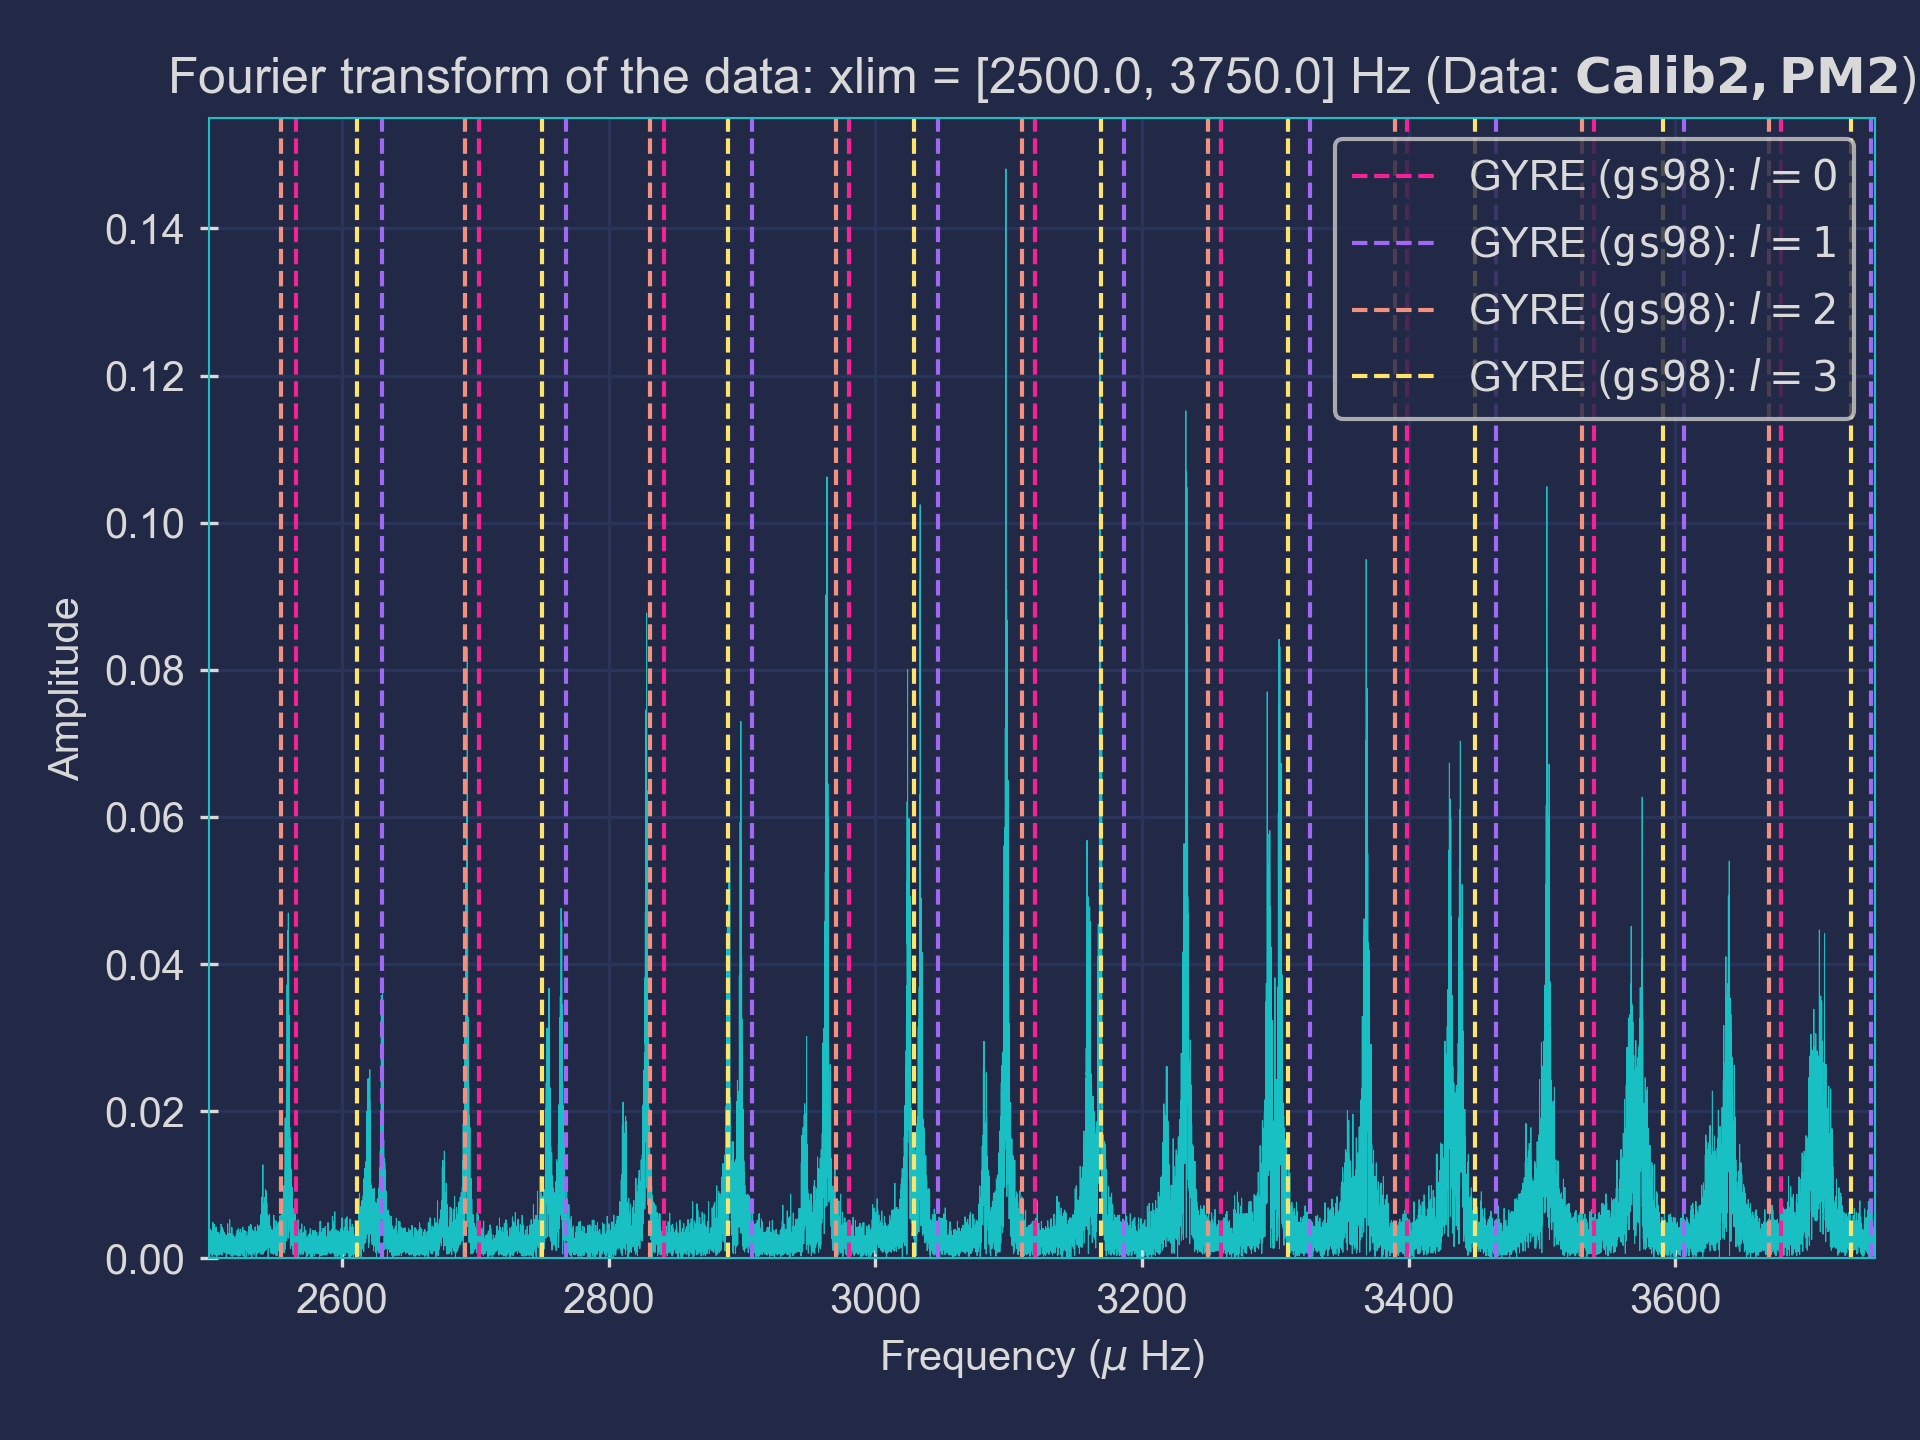 Fourier transform of the data: xlim = [2500.0, 3750.0] Hz (Data: Calib2, PM2)
GYRE (gs98): l = 0
GYRE (gs98): l = 1
GYRE (gs98): l = 2
GYRE (gs98): l = 3
0.14
0.12
0.10
0.08
0.06
0.04
0.02
0.00
Amplitude
2600 2800 3000 3200 3400 3600
Frequency (μ Hz)